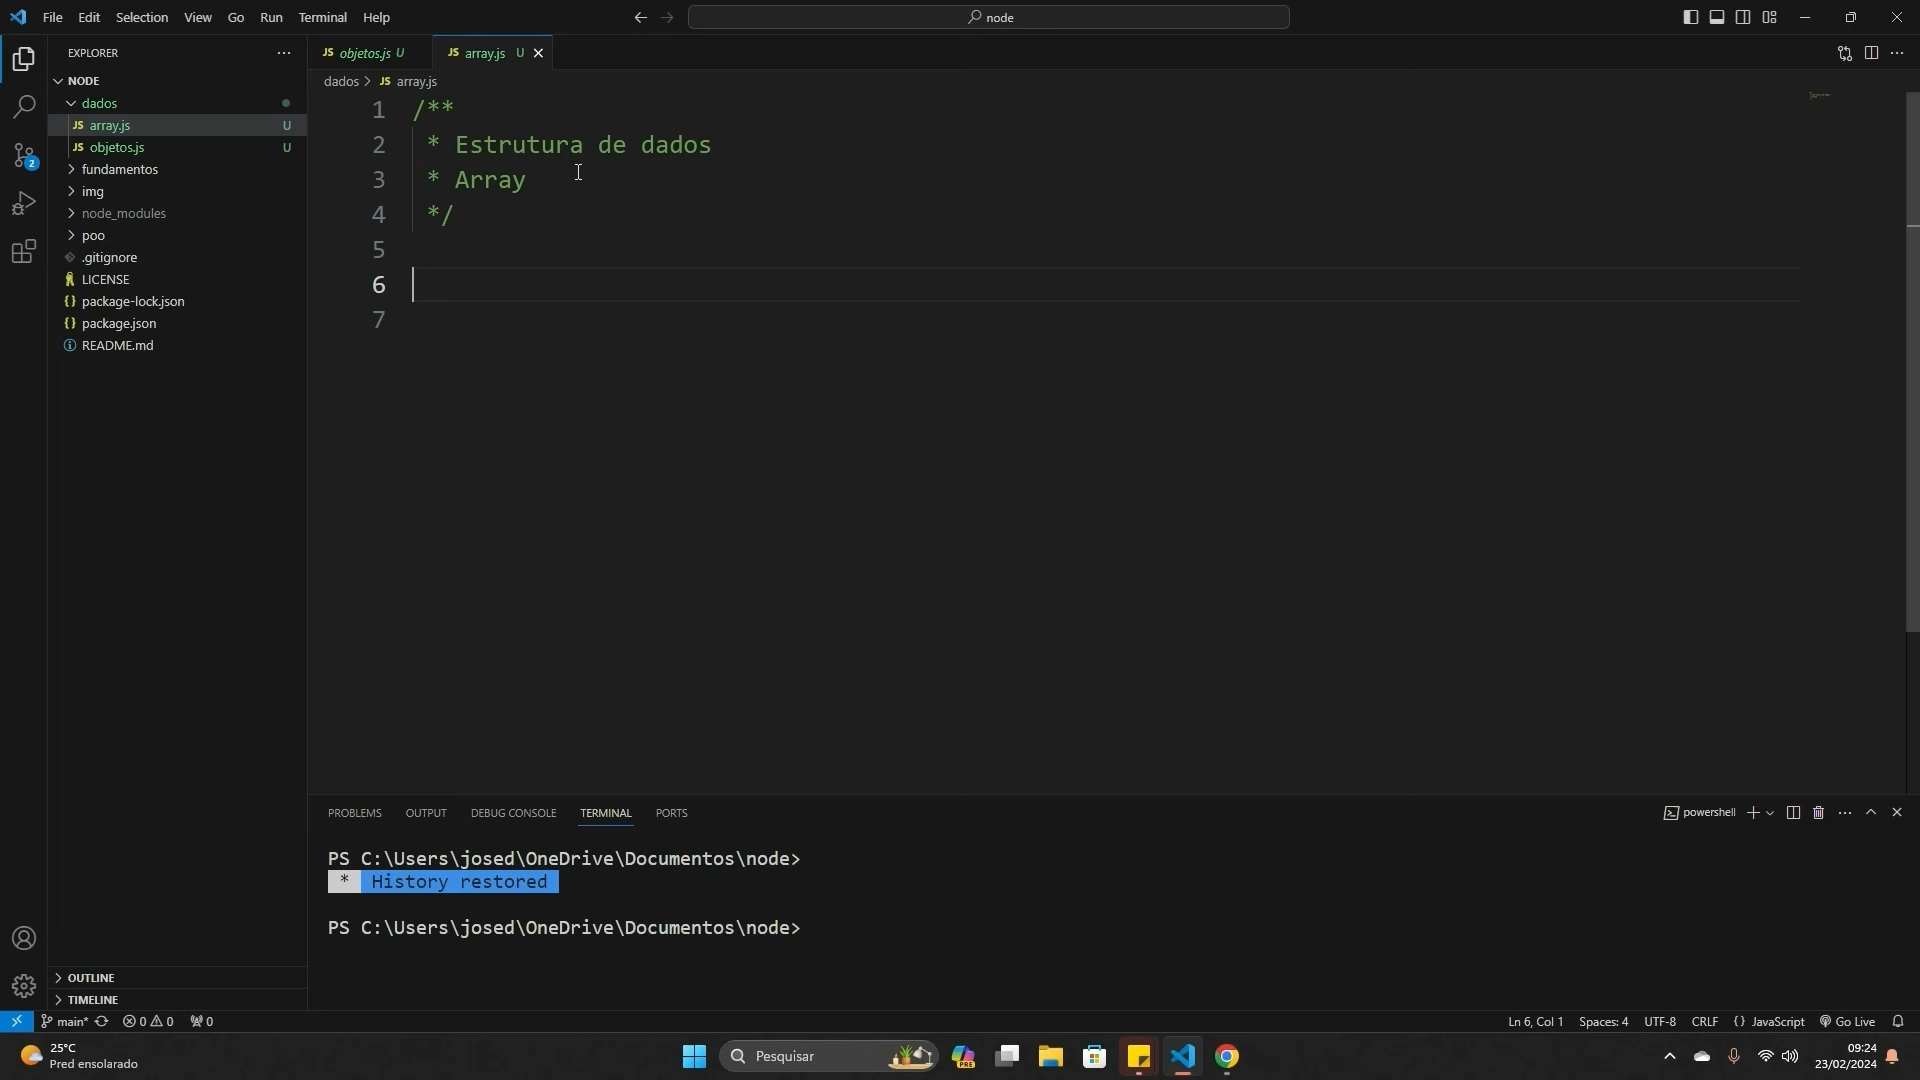 File Edit Selection View Go Run Terminal Help
node
EXPLORER
NODE
dados
JS array.js U
JS objetos.js U
fundamentos
img
node_modules
poo
.gitignore
LICENSE
{} package-lock.json
{} package.json
README.md
OUTLINE
TIMELINE
2
JS objetos.js U
JS array.js U
dados > JS array.js
1 /**
2 * Estrutura de dados
3 * Array
4 */
5
6
7
PROBLEMS OUTPUT DEBUG CONSOLE TERMINAL PORTS
powershell
PS C:\Users\josed\OneDrive\Documentos\node>
* History restored
PS C:\Users\josed\OneDrive\Documentos\node>
main* 0 0 0
Ln 6, Col 1 Spaces: 4 UTF-8 CRLF {} JavaScript Go Live
25°C
Pred ensolarado
Pesquisar
PRE
09:24
23/02/2024